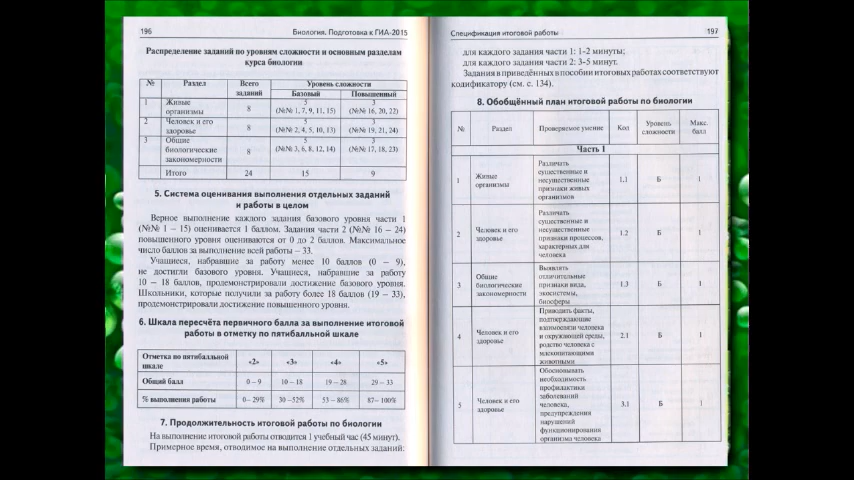 196 Биология. Подготовка к ГИА-2015
Распределение заданий по уровням сложности и основным разделам
курса биологии
№ Раздел Всего заданий Уровень сложности
Базовый Повышенный
1 Живые организмы 8 5 (№№ 1, 7, 9, 11, 15) 3 (№№ 16, 20, 22)
2 Человек и его здоровье 8 5 (№№ 2, 4, 5, 10, 13) 3 (№№ 19, 21, 24)
3 Общие биологические закономерности 8 5 (№№ 3, 6, 8, 12, 14) 3 (№№ 17, 18, 23)
Итого 24 15 9
5. Система оценивания выполнения отдельных заданий
и работы в целом
Верное выполнение каждого задания базового уровня части 1
(№№ 1 – 15) оценивается 1 баллом. Задания части 2 (№№ 16 – 24)
повышенного уровня оцениваются от 0 до 2 баллов. Максимальное
число баллов за выполнение всей работы – 33.
Учащиеся, набравшие за работу менее 10 баллов (0 – 9),
не достигли базового уровня. Учащиеся, набравшие за работу
10 – 18 баллов, продемонстрировали достижение базового уровня.
Школьники, которые получили за работу более 18 баллов (19 – 33),
продемонстрировали достижение повышенного уровня.
6. Шкала пересчёта первичного балла за выполнение итоговой
работы в отметку по пятибалльной шкале
Отметка по пятибалльной шкале «2» «3» «4» «5»
Общий балл 0 – 9 10 – 18 19 – 28 29 – 33
% выполнения работы 0 – 29% 30 –52% 53 – 86% 87– 100%
7. Продолжительность итоговой работы по биологии
На выполнение итоговой работы отводится 1 учебный час (45 минут).
Примерное время, отводимое на выполнение отдельных заданий:
Спецификация итоговой работы 197
для каждого задания части 1: 1-2 минуты;
для каждого задания части 2: 3-5 минут.
Задания в приведённых в пособии итоговых работах соответствуют
кодификатору (см. с. 134).
8. Обобщённый план итоговой работы по биологии
№ Раздел Проверяемое умение Код Уровень сложности Макс. балл
Часть 1
1 Живые организмы Различать существенные и несущественные признаки живых организмов 1.1 Б 1
2 Человек и его здоровье Различать существенные и несущественные признаки процессов, характерных для человека 1.2 Б 1
3 Общие биологические закономерности Выявлять отличительные признаки вида, экосистемы, биосферы 1.3 Б 1
4 Человек и его здоровье Приводить факты, подтверждающие взаимосвязи человека и окружающей среды, родство человека с млекопитающими животными 2.1 Б 1
5 Человек и его здоровье Обосновывать необходимость профилактики заболеваний человека, предупреждения нарушений функционирования организма человека 3.1 Б 1